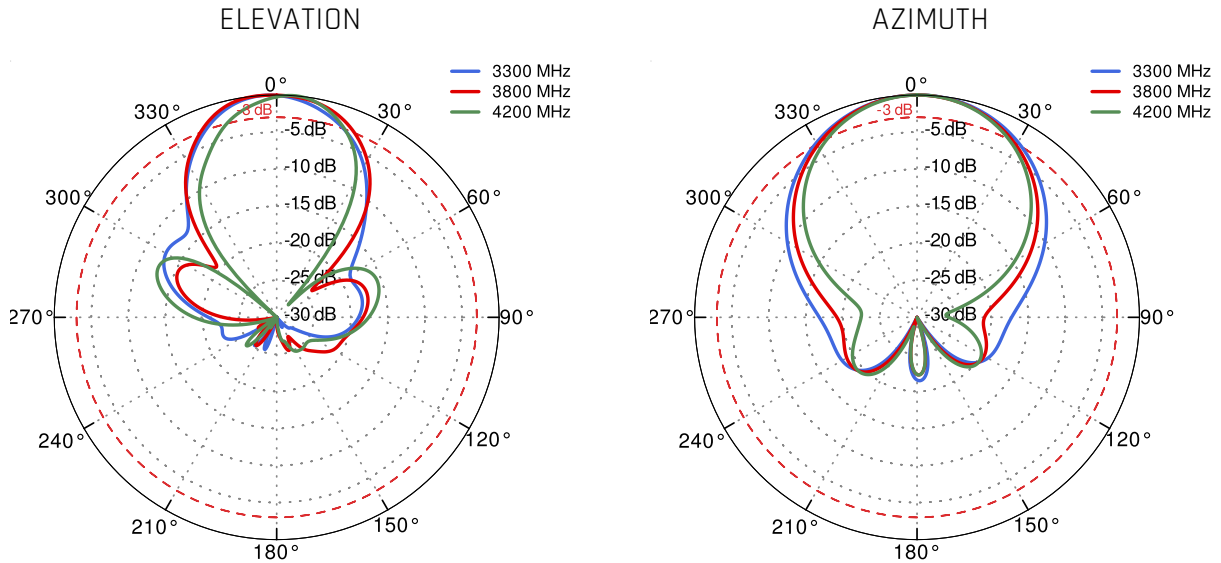 ELEVATION
3300 MHz
3800 MHz
4200 MHz
0°
330°
30°
-3 dB
-5 dB
-10 dB
300°
60°
-15 dB
-20 dB
-25 dB
270°
-30 dB
90°
240°
120°
210°
150°
180°
AZIMUTH
3300 MHz
3800 MHz
4200 MHz
0°
330°
30°
-3 dB
-5 dB
-10 dB
300°
60°
-15 dB
-20 dB
-25 dB
270°
-30 dB
90°
240°
120°
210°
150°
180°